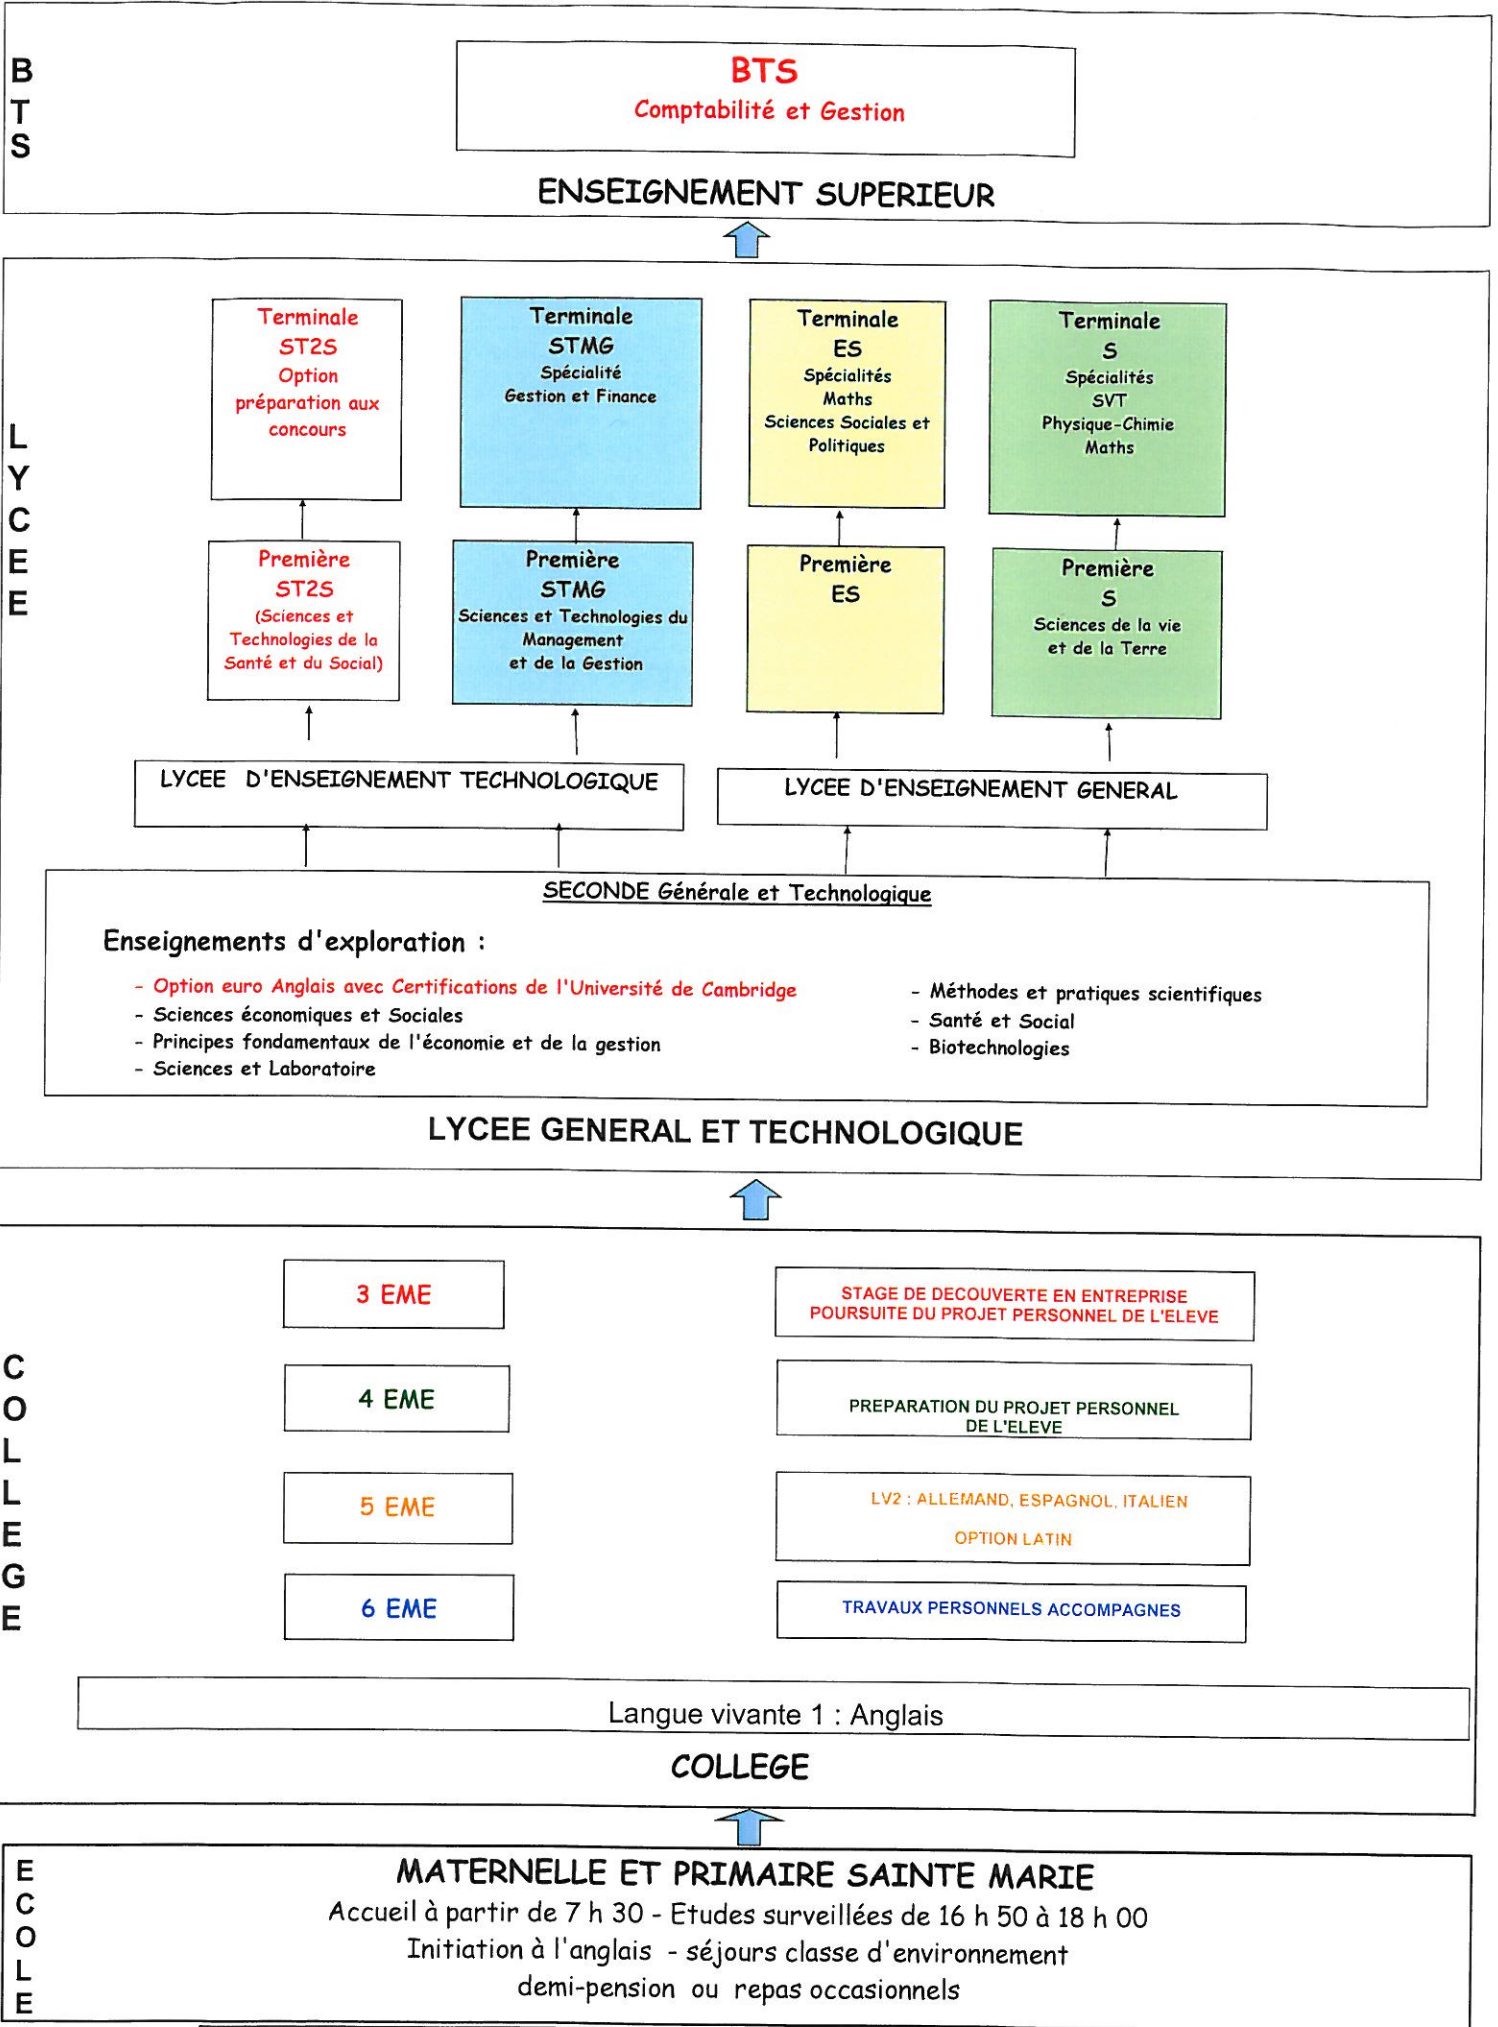 BTS
BTS
Comptabilité et Gestion
ENSEIGNEMENT SUPERIEUR
LYCEE
Terminale
ST2S
Option
préparation aux
concours
Terminale
STMG
Spécialité
Gestion et Finance
Terminale
ES
Spécialités
Maths
Sciences Sociales et
Politiques
Terminale
S
Spécialités
SVT
Physique-Chimie
Maths
Première
ST2S
(Sciences et
Technologies de la
Santé et du Social)
Première
STMG
Sciences et Technologies du
Management
et de la Gestion
Première
ES
Première
S
Sciences de la vie
et de la Terre
LYCEE D'ENSEIGNEMENT TECHNOLOGIQUE
LYCEE D'ENSEIGNEMENT GENERAL
SECONDE Générale et Technologique
Enseignements d'exploration :
- Option euro Anglais avec Certifications de l'Université de Cambridge
- Sciences économiques et Sociales
- Principes fondamentaux de l'économie et de la gestion
- Sciences et Laboratoire
- Méthodes et pratiques scientifiques
- Santé et Social
- Biotechnologies
LYCEE GENERAL ET TECHNOLOGIQUE
COLLEGE
3 EME
STAGE DE DECOUVERTE EN ENTREPRISE
POURSUITE DU PROJET PERSONNEL DE L'ELEVE
4 EME
PREPARATION DU PROJET PERSONNEL
DE L'ELEVE
5 EME
LV2 : ALLEMAND, ESPAGNOL, ITALIEN
OPTION LATIN
6 EME
TRAVAUX PERSONNELS ACCOMPAGNES
Langue vivante 1 : Anglais
COLLEGE
ECOLE
MATERNELLE ET PRIMAIRE SAINTE MARIE
Accueil à partir de 7 h 30 - Etudes surveillées de 16 h 50 à 18 h 00
Initiation à l'anglais - séjours classe d'environnement
demi-pension ou repas occasionnels